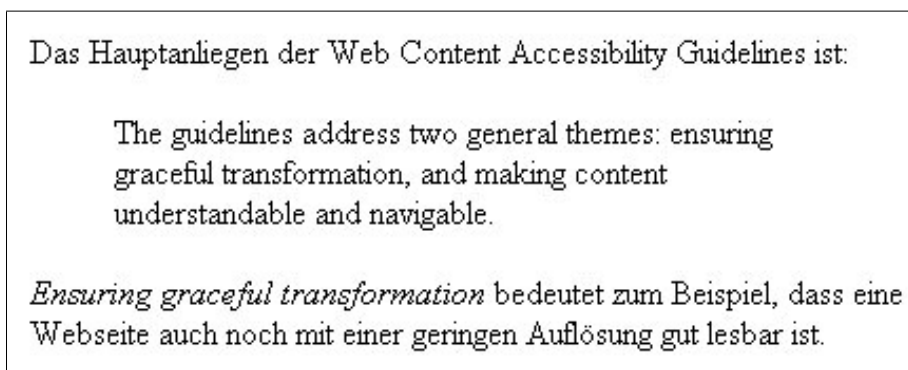 Das Hauptanliegen der Web Content Accessibility Guidelines ist:
The guidelines address two general themes: ensuring
graceful transformation, and making content
understandable and navigable.
Ensuring graceful transformation bedeutet zum Beispiel, dass eine
Webseite auch noch mit einer geringen Auflösung gut lesbar ist.